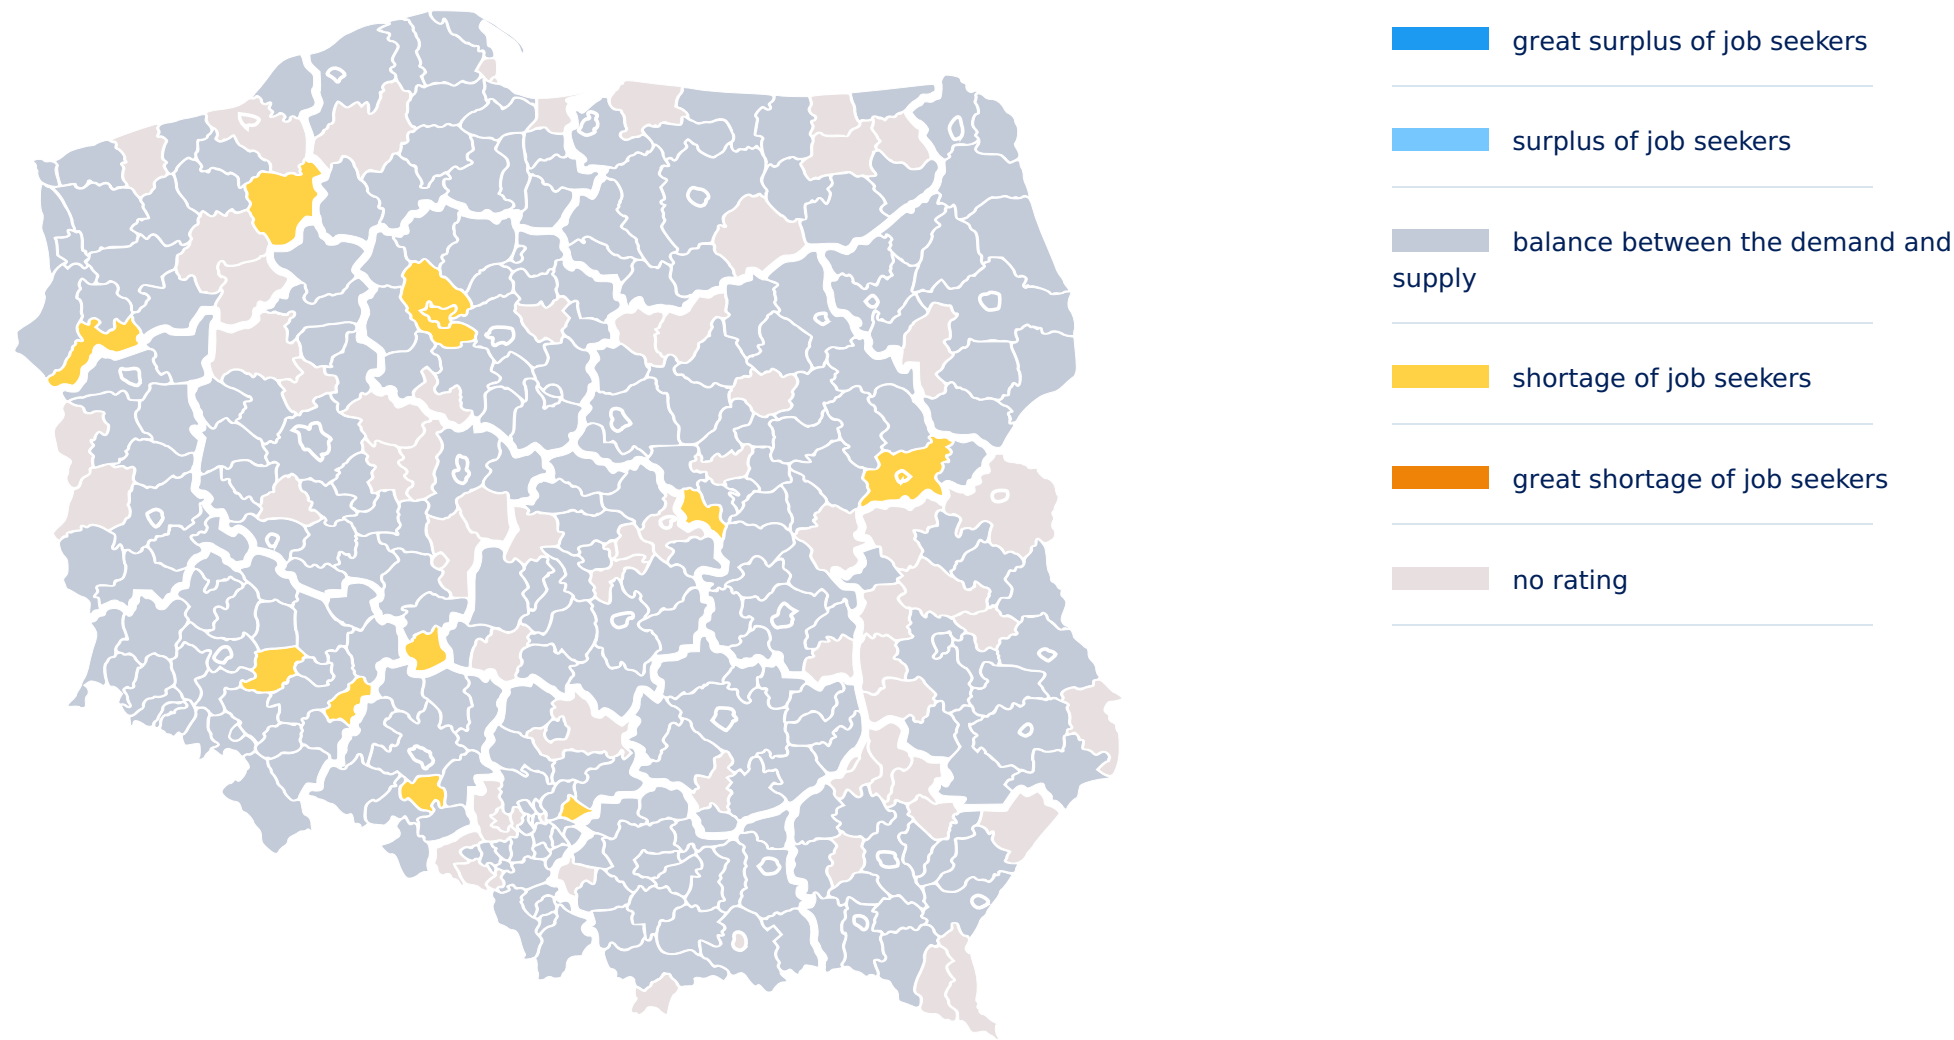 great surplus of job seekers
surplus of job seekers
balance between the demand and
supply
shortage of job seekers
great shortage of job seekers
no rating